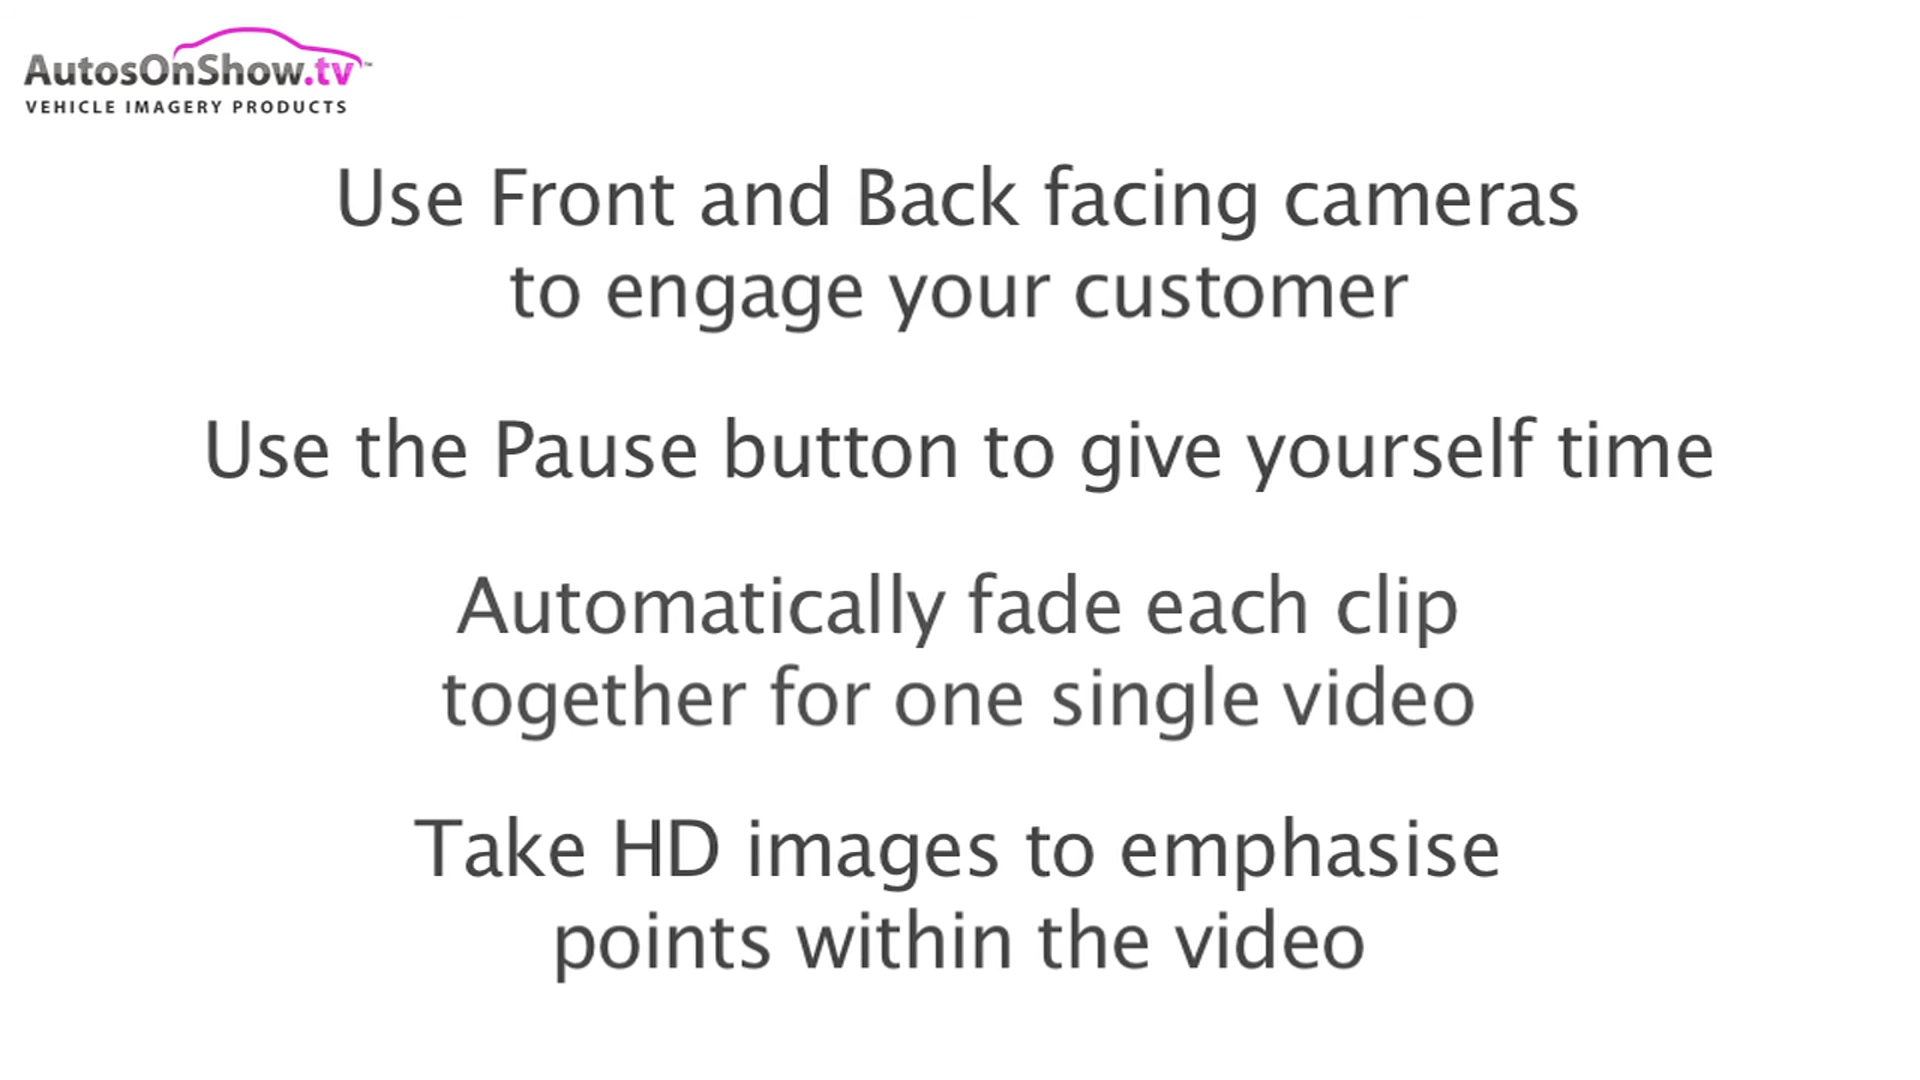 AutosOnShow.tv™
VEHICLE IMAGERY PRODUCTS
Use Front and Back facing cameras
to engage your customer
Use the Pause button to give yourself time
Automatically fade each clip
together for one single video
Take HD images to emphasise
points within the video